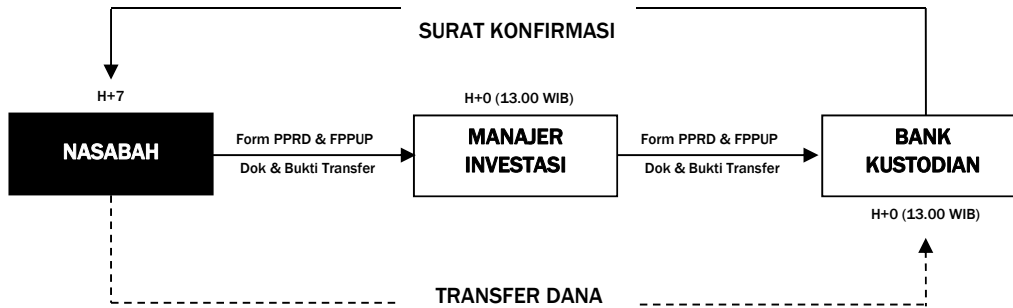 SURAT KONFIRMASI
H+7
H+0 (13.00 WIB)
NASABAH
Form PPRD & FPPUP
Dok & Bukti Transfer
MANAJER
INVESTASI
Form PPRD & FPPUP
Dok & Bukti Transfer
BANK
KUSTODIAN
H+0 (13.00 WIB)
TRANSFER DANA